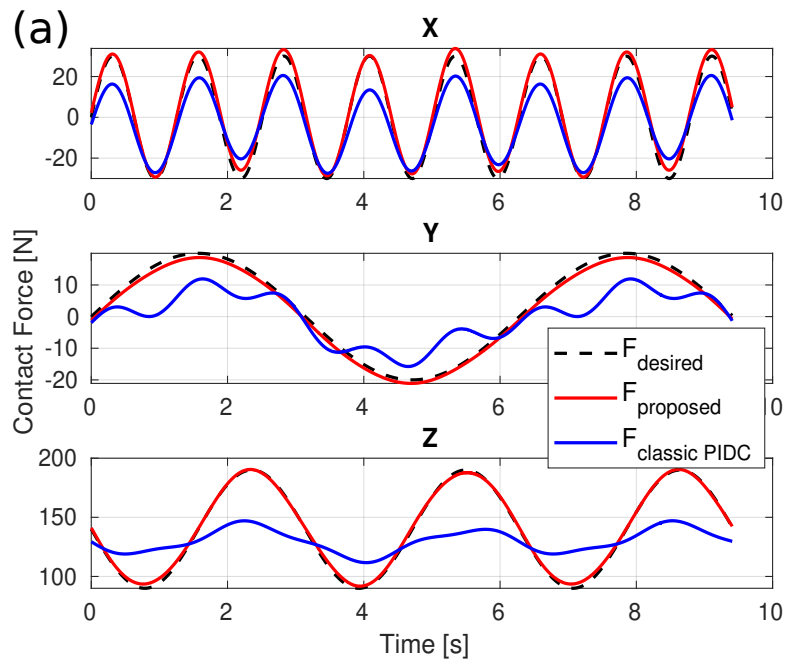 (a)
X
20
0
-20
0 2 4 6 8 10
Y
10
0
-10
-20
0 2 4 6 8 10
F desired
F proposed
F classic PIDC
Z
200
150
100
0 2 4 6 8 10
Contact Force [N]
Time [s]